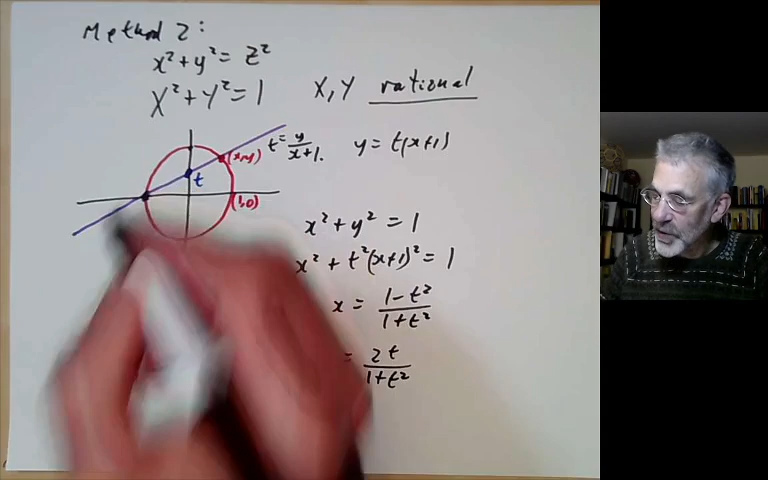 Method 2:
x² + y² = z²
X² + Y² = 1 X, Y rational
t = y/(x+1) y = t(x+1)
(x,y)
t
(1,0)
x² + y² = 1
x² + t²(x+1)² = 1
x = (1-t²)/(1+t²)
= 2t/(1+t²)